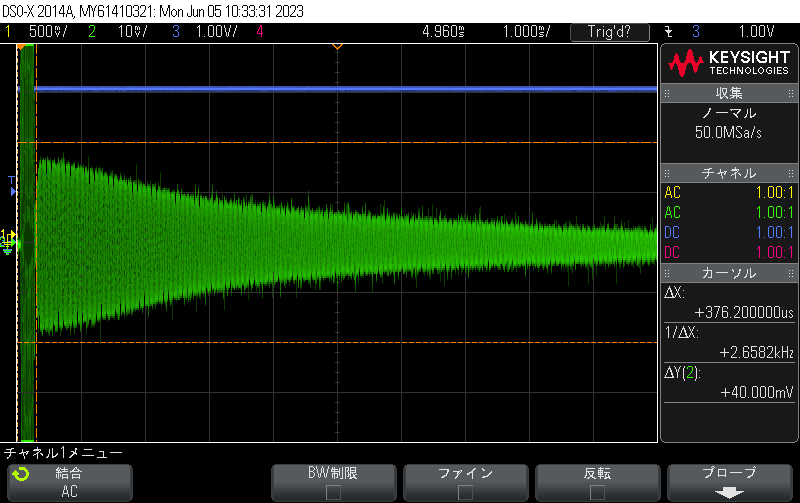 DSO-X 2014A, MY61410321: Mon Jun 05 10:33:31 2023
1 500㎷/ 2 10㎷/ 3 1.00V/ 4 4.960㎳ 1.000㎳/ Trig'd? 3 1.00V
KEYSIGHT
TECHNOLOGIES
収集
ノーマル
50.0MSa/s
チャネル
AC 1.00:1
AC 1.00:1
DC 1.00:1
DC 1.00:1
カーソル
ΔX:
+376.200000us
1/ΔX:
+2.6582kHz
ΔY(2):
+40.000mV
T
1
2
チャネル1メニュー
結合
AC
BW制限
ファイン
反転
プローブ